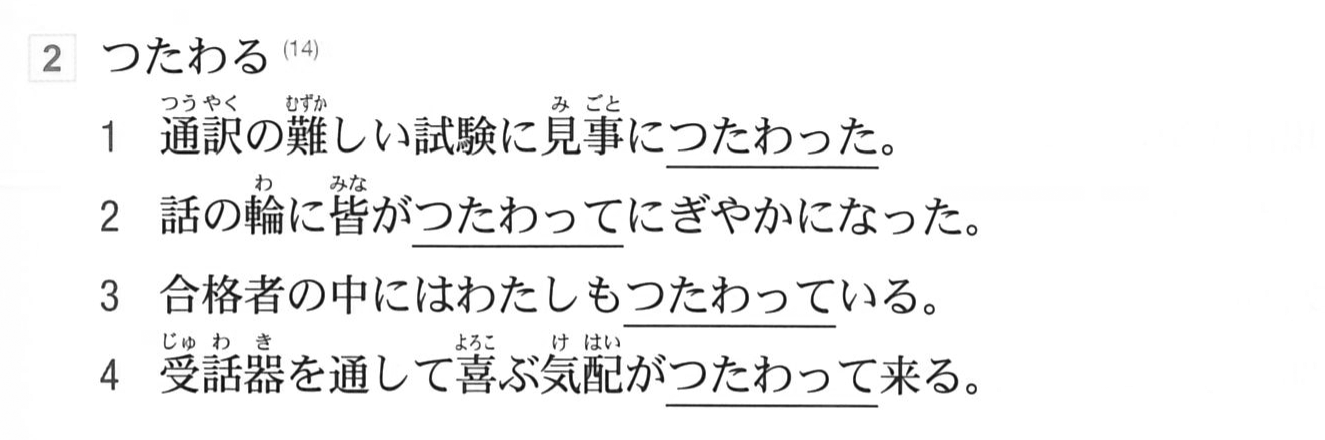 2 つたわる (14)
つうやく むずか み ごと
1 通訳の難しい試験に見事につたわった。
わ みな
2 話の輪に皆がつたわってにぎやかになった。
3 合格者の中にはわたしもつたわっている。
じゅ わ き よろこ け はい
4 受話器を通して喜ぶ気配がつたわって来る。